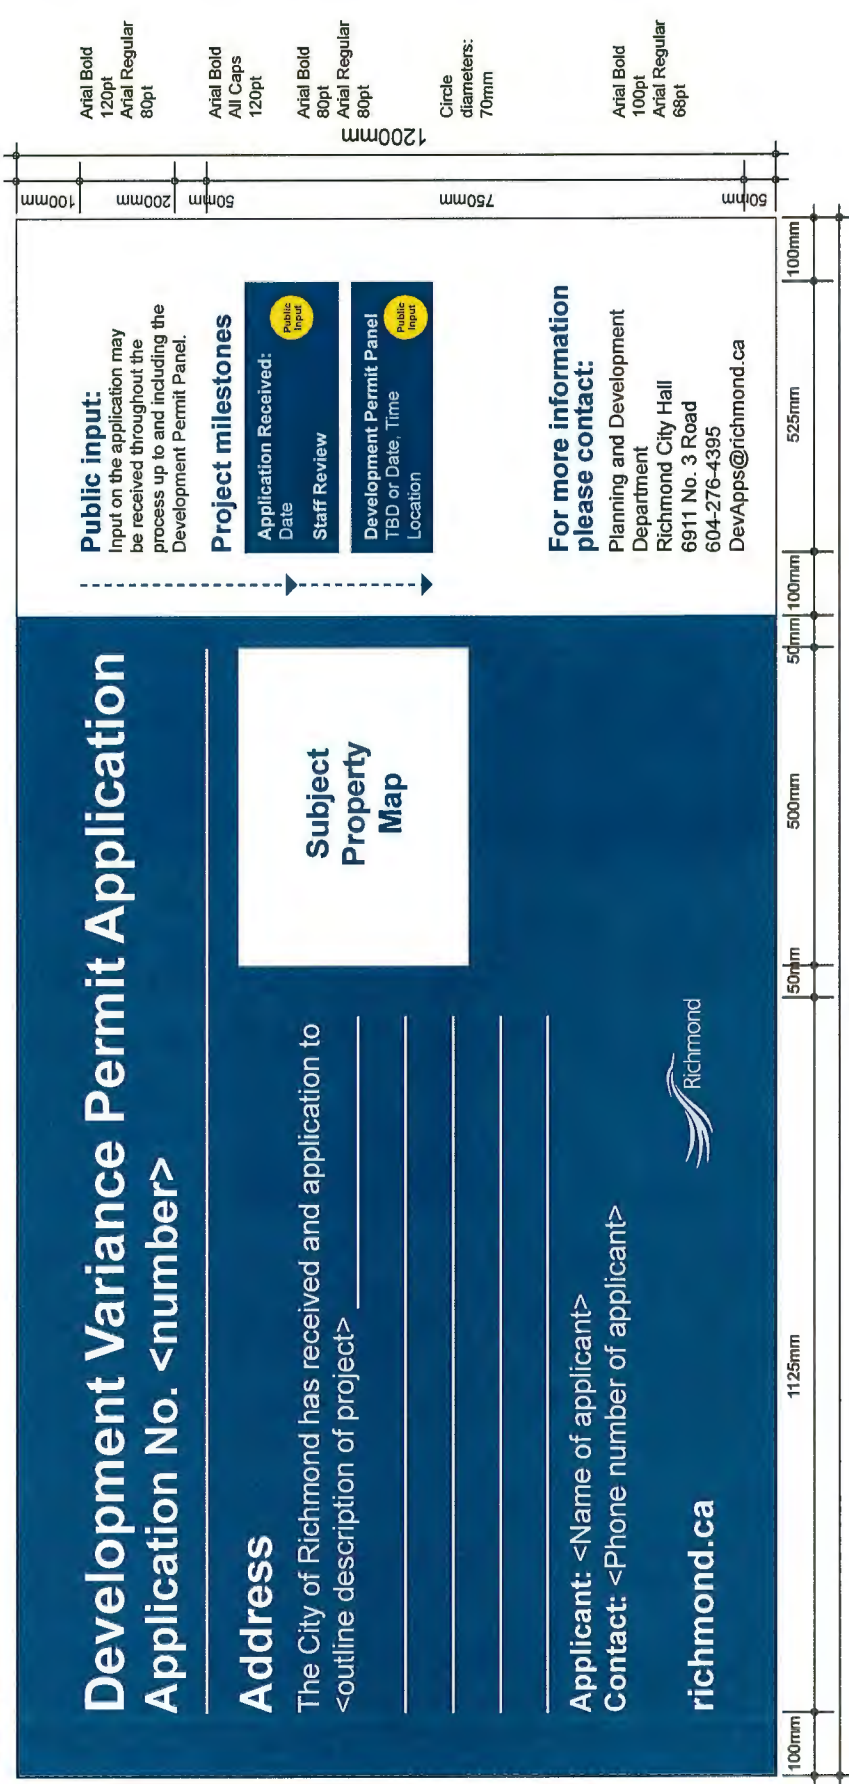 Development Variance Permit Application
Application No. <number>
Address
The City of Richmond has received and application to
<outline description of project>
Subject
Property
Map
Applicant: <Name of applicant>
Contact: <Phone number of applicant>
richmond.ca
Richmond
Public input:
Input on the application may
be received throughout the
process up to and including the
Development Permit Panel.
Project milestones
Application Received:
Date
Staff Review
Public
Input
Development Permit Panel
TBD or Date, Time
Location
Public
Input
For more information
please contact:
Planning and Development
Department
Richmond City Hall
6911 No. 3 Road
604-276-4395
DevApps@richmond.ca
100mm
200mm
50mm
750mm
50mm
1200mm
Arial Bold
120pt
Arial Regular
80pt
Arial Bold
All Caps
120pt
Arial Bold
80pt
Arial Regular
80pt
Circle
diameters:
70mm
Arial Bold
100pt
Arial Regular
68pt
100mm
1125mm
50mm
500mm
50mm
100mm
525mm
100mm